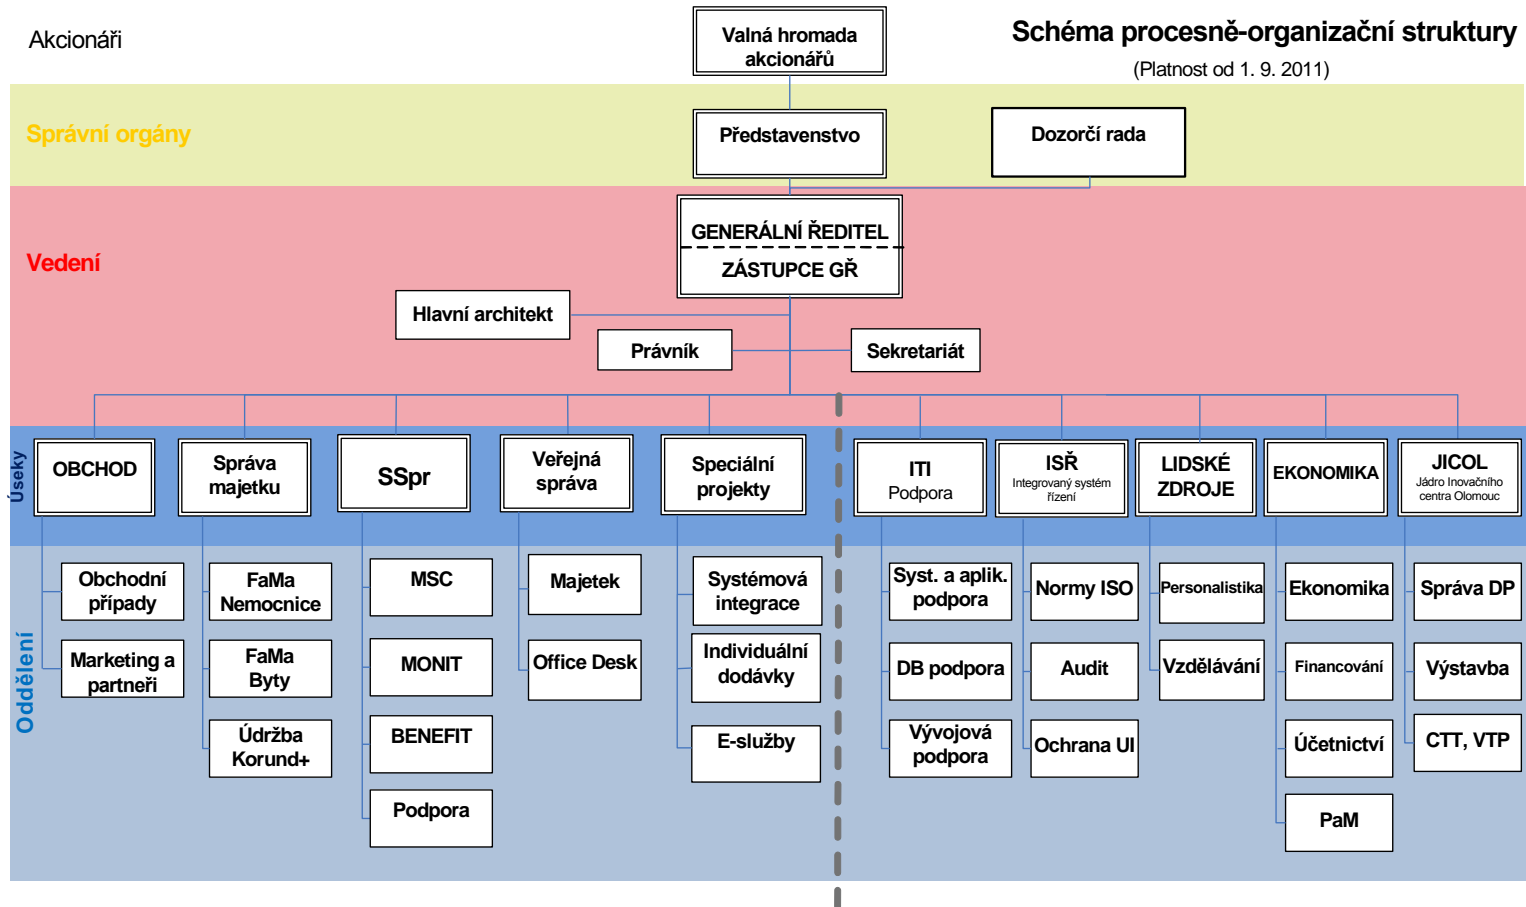 Akcionáři
Valná hromada
akcionářů
Schéma procesně-organizační struktury
(Platnost od 1. 9. 2011)
Správní orgány
Představenstvo
Dozorčí rada
Vedení
GENERÁLNÍ ŘEDITEL
ZÁSTUPCE GŘ
Hlavní architekt
Právník
Sekretariát
Úseky
OBCHOD
Správa
majetku
SSpr
Veřejná
správa
Speciální
projekty
ITI
Podpora
ISŘ
Integrovaný systém
řízení
LIDSKÉ
ZDROJE
EKONOMIKA
JICOL
Jádro Inovačního
centra Olomouc
Oddělení
Obchodní
případy
Marketing a
partneři
FaMa
Nemocnice
FaMa
Byty
Údržba
Korund+
MSC
MONIT
BENEFIT
Podpora
Majetek
Office Desk
Systémová
integrace
Individuální
dodávky
E-služby
Syst. a aplik.
podpora
DB podpora
Vývojová
podpora
Normy ISO
Audit
Ochrana UI
Personalistika
Vzdělávání
Ekonomika
Financování
Účetnictví
PaM
Správa DP
Výstavba
CTT, VTP